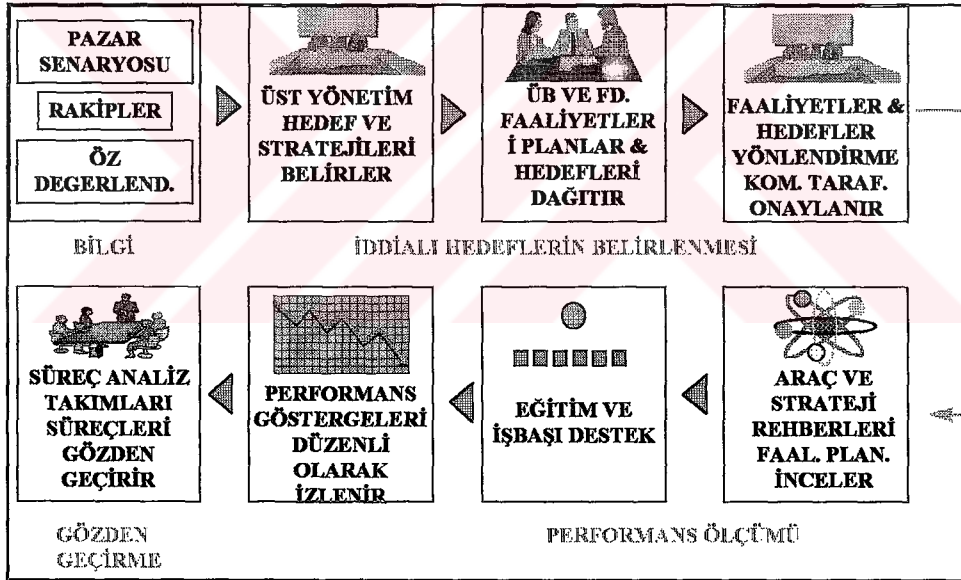 PAZAR
SENARYOSU
RAKİPLER
ÖZ
DEGERLEND.
ÜST YÖNETİM
HEDEF VE
STRATEJİLERİ
BELİRLER
ÜB VE FD.
FAALİYETLER
İ PLANLAR &
HEDEFLERİ
DAĞITIR
FAALİYETLER &
HEDEFLER
YÖNLENDİRME
KOM. TARAF.
ONAYLANIR
BİLGİ
İDDİALI HEDEFLERİN BELİRLENMESİ
SÜREÇ ANALİZ
TAKIMLARI
SÜREÇLERİ
GÖZDEN
GEÇİRİR
PERFORMANS
GÖSTERGELERİ
DÜZENLİ
OLARAK
İZLENİR
EĞİTİM VE
İŞBAŞI DESTEK
ARAÇ VE
STRATEJİ
REHBERLERİ
FAAL. PLAN.
İNCELER
GÖZDEN
GEÇİRME
PERFORMANS ÖLÇÜMÜ